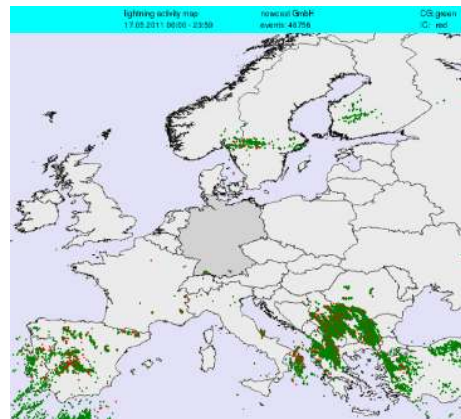 lightning activity map nowcast GmbH CG: green
17.05.2011 00:00 - 23:59 events: 46756 IC: red